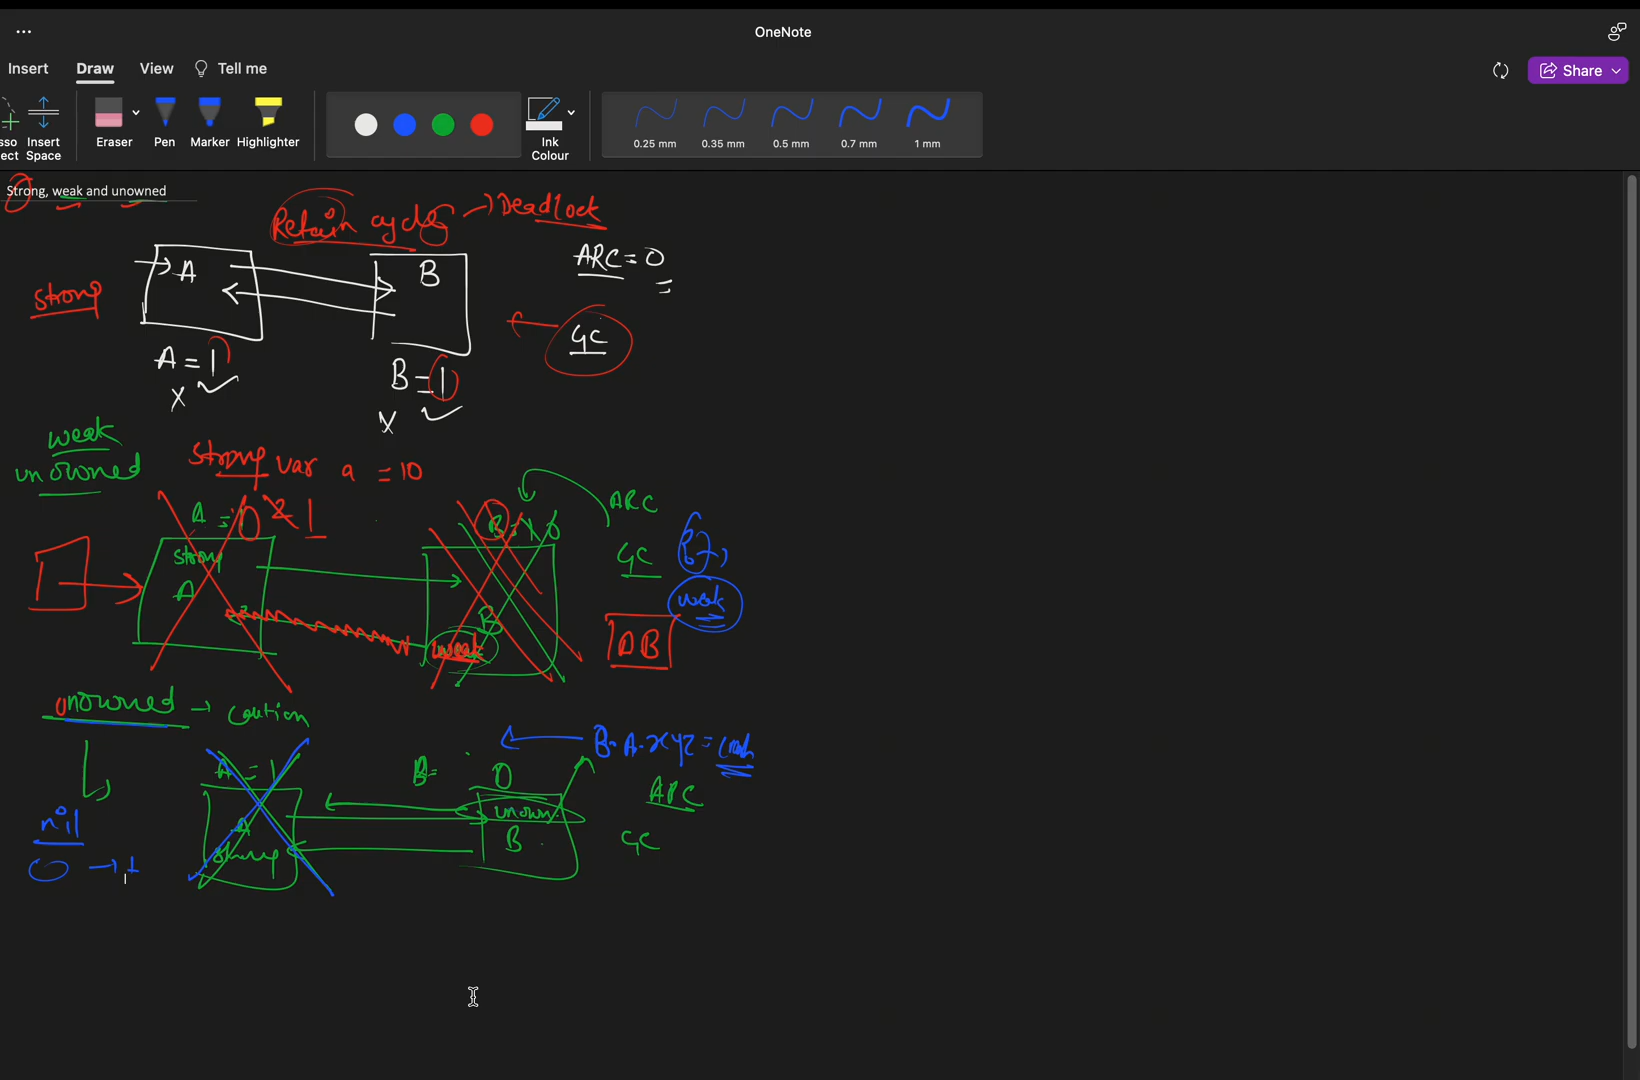 OneNote
Insert
Draw
View
Tell me
Share
Insert Space
Eraser
Pen
Marker
Highlighter
Ink Colour
0.25 mm
0.35 mm
0.5 mm
0.7 mm
1 mm
Strong, weak and unowned
Retain cycle → Deadlock
A
B
ARC = 0
strong
GC
A = 1
B = 1
x
x
weak
unowned
Strong var a = 10
ARC
GC
strong
A
B
weak
weak
DB
unowned → caution
B. A. xyz = crash
A = 1
B =
0
ARC
nil
A
strong
unown.
B
GC